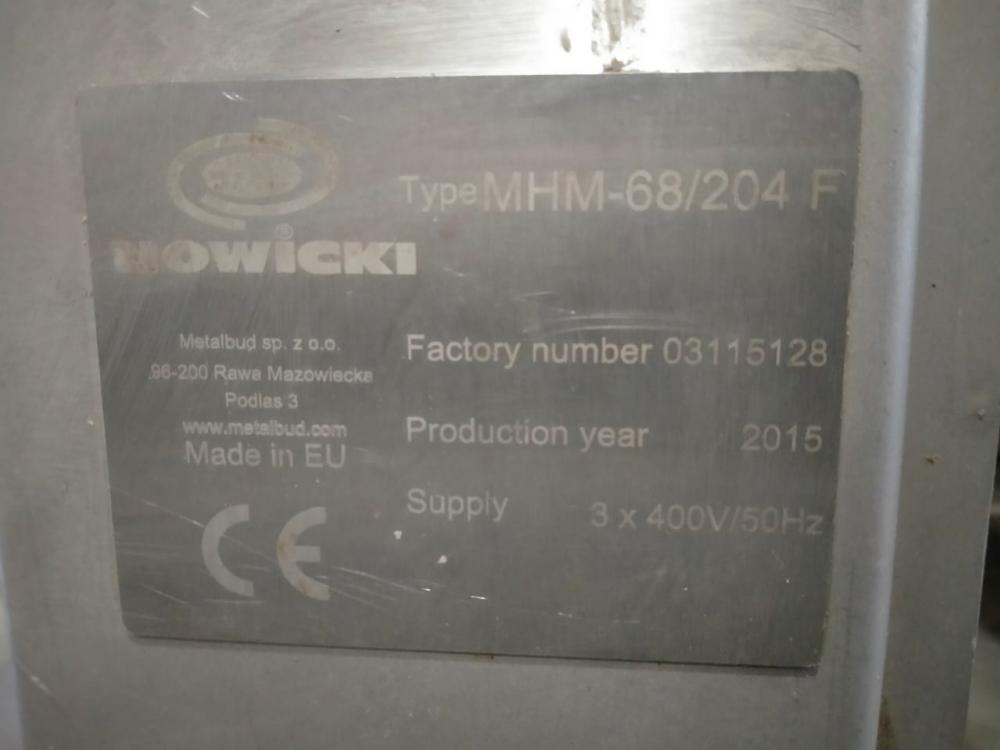 NOWICKI®
Type MHM-68/204 F
Metalbud sp. z o.o.
96-200 Rawa Mazowiecka
Podlas 3
www.metalbud.com
Made in EU
CE
Factory number 03115128
Production year 2015
Supply 3 x 400V/50Hz